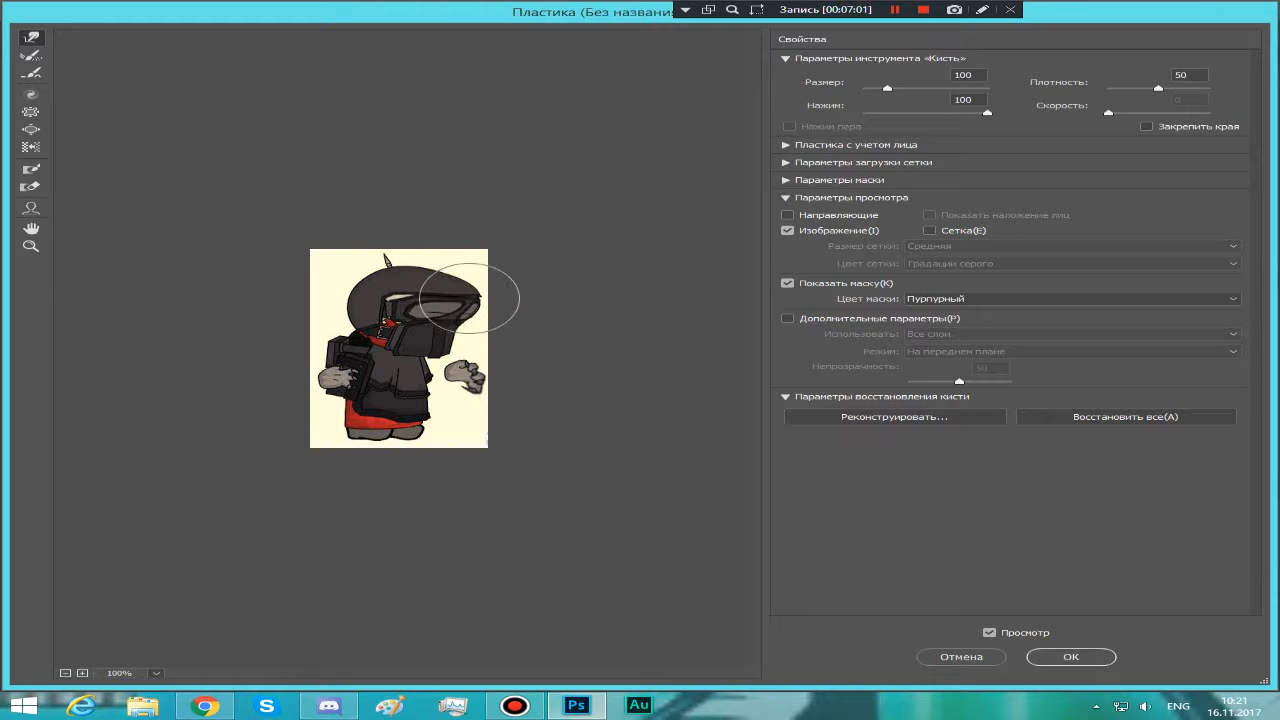 Пластика (Без названия
Запись [00:07:01]
Свойства
Параметры инструмента «Кисть»
Размер: 100
Плотность: 50
Нажим: 100
Скорость: 0
Нажим пера
Закрепить края
Пластика с учетом лица
Параметры загрузки сетки
Параметры маски
Параметры просмотра
Направляющие
Показать наложение лиц
Изображение(I)
Сетка(E)
Размер сетки: Средняя
Цвет сетки: Градации серого
Показать маску(K)
Цвет маски: Пурпурный
Дополнительные параметры(P)
Использовать: Все слои
Режим: На переднем плане
Непрозрачность: 50
Параметры восстановления кисти
Реконструировать...
Восстановить все(A)
Просмотр
Отмена
OK
100%
Ps
Au
ENG
10:21
16.11.2017